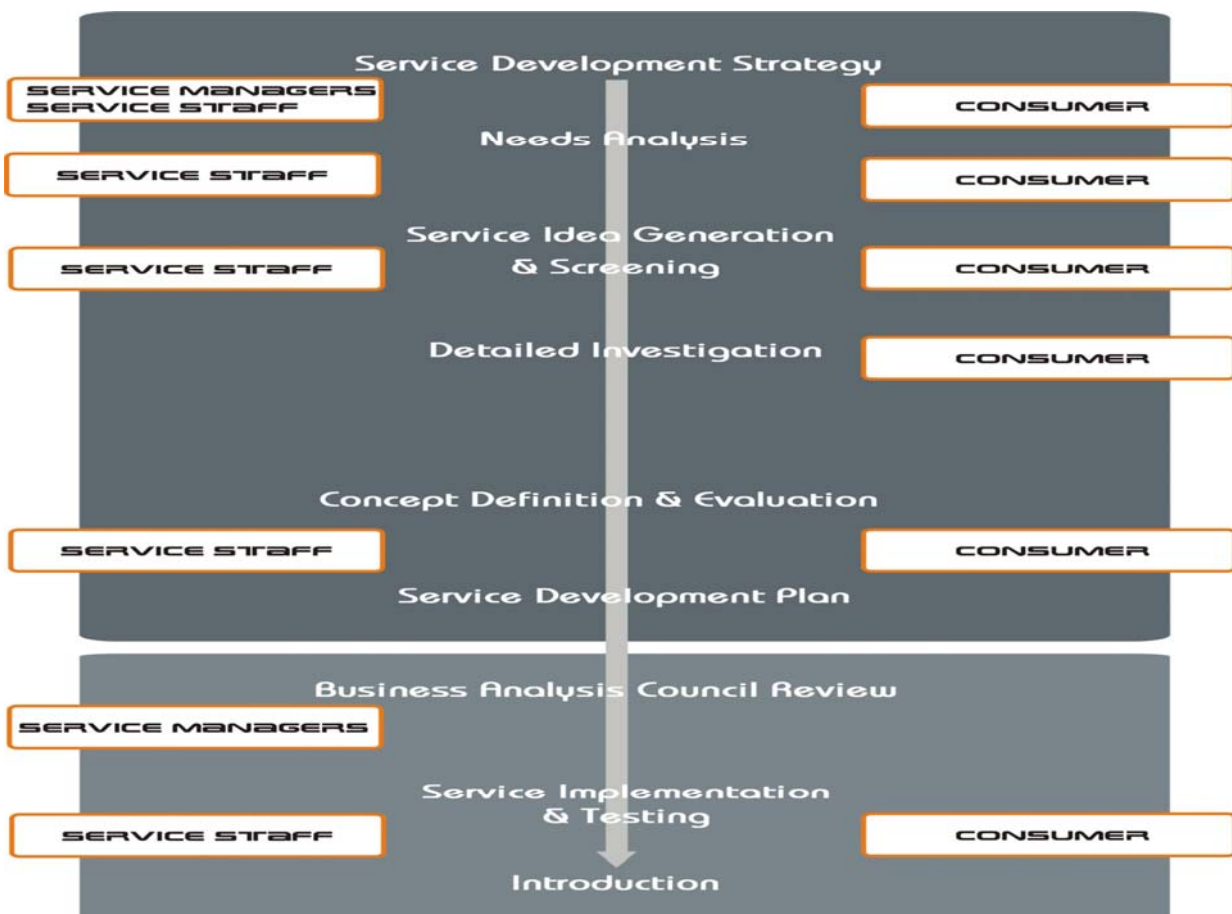 Service Development Strategy
SERVICE MANAGERS
SERVICE STAFF
CONSUMER
Needs Analysis
SERVICE STAFF
CONSUMER
Service Idea Generation
& Screening
SERVICE STAFF
CONSUMER
Detailed Investigation
CONSUMER
Concept Definition & Evaluation
SERVICE STAFF
CONSUMER
Service Development Plan
Business Analysis Council Review
SERVICE MANAGERS
Service Implementation
& Testing
SERVICE STAFF
CONSUMER
Introduction